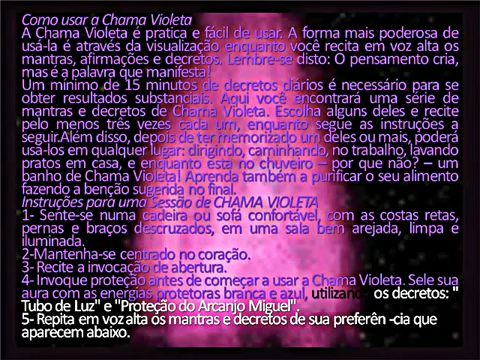 Como usar a Chama Violeta
A Chama Violeta é pratica e fácil de usar. A forma mais poderosa de
usá-la é através da visualização enquanto você recita em voz alta os
mantras, afirmações e decretos. Lembre-se disto: O pensamento cria,
mas é a palavra que manifesta!
Um mínimo de 15 minutos de decretos diários é necessário para se
obter resultados substanciais. Aqui você encontrará uma série de
mantras e decretos de Chama Violeta. Escolha alguns deles e recite
pelo menos três vezes cada um, enquanto segue as instruções a
seguir.Além disso, depois de ter memorizado um deles ou mais, poderá
usa-los em qualquer lugar: dirigindo, caminhando, no trabalho, lavando
pratos em casa, e enquanto está no chuveiro – por que não? – um
banho de Chama Violeta! Aprenda também a purificar o seu alimento
fazendo a benção sugerida no final.
Instruções para uma Sessão de CHAMA VIOLETA
1- Sente-se numa cadeira ou sofá confortável, com as costas retas,
pernas e braços descruzados, em uma sala bem arejada, limpa e
iluminada.
2-Mantenha-se centrado no coração.
3- Recite a invocação de abertura.
4- Invoque proteção antes de começar a usar a Chama Violeta. Sele sua
aura com as energias protetoras branca e azul, utilizando os decretos: "
Tubo de Luz" e "Proteção do Arcanjo Miguel".
5- Repita em voz alta os mantras e decretos de sua preferên -cia que
aparecem abaixo.